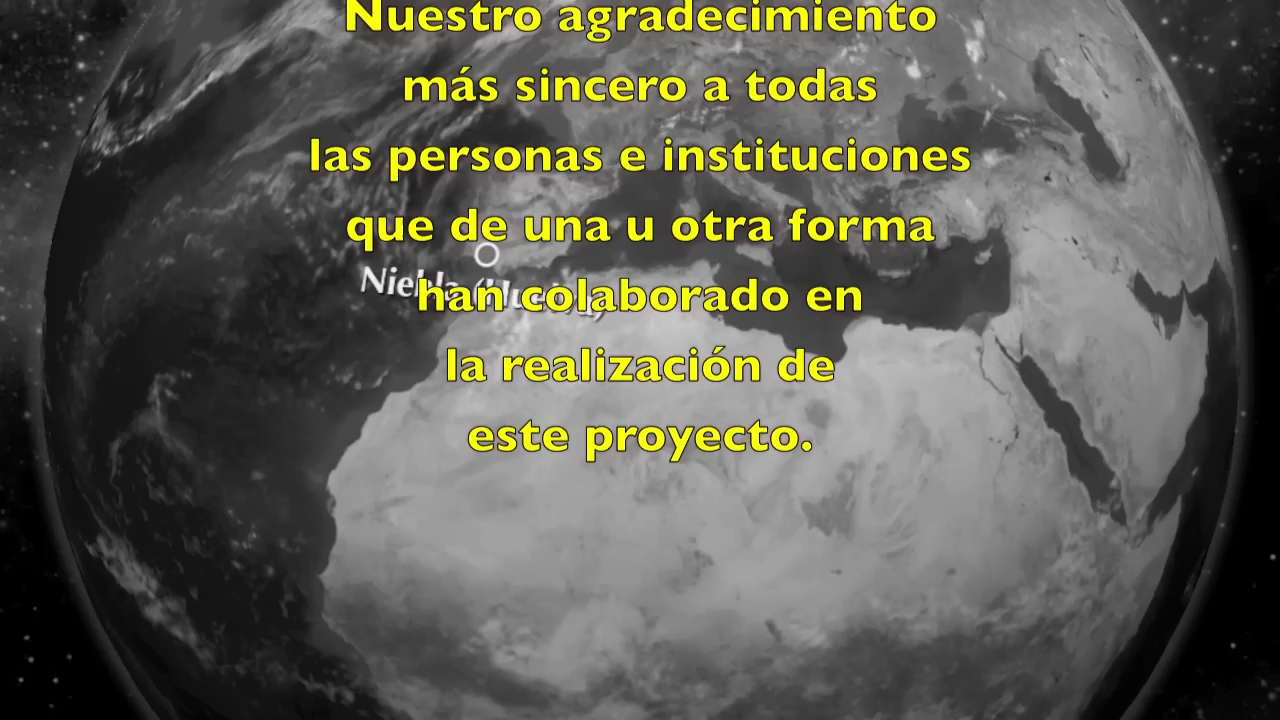 Nuestro agradecimiento
más sincero a todas
las personas e instituciones
que de una u otra forma
han colaborado en
la realización de
este proyecto.